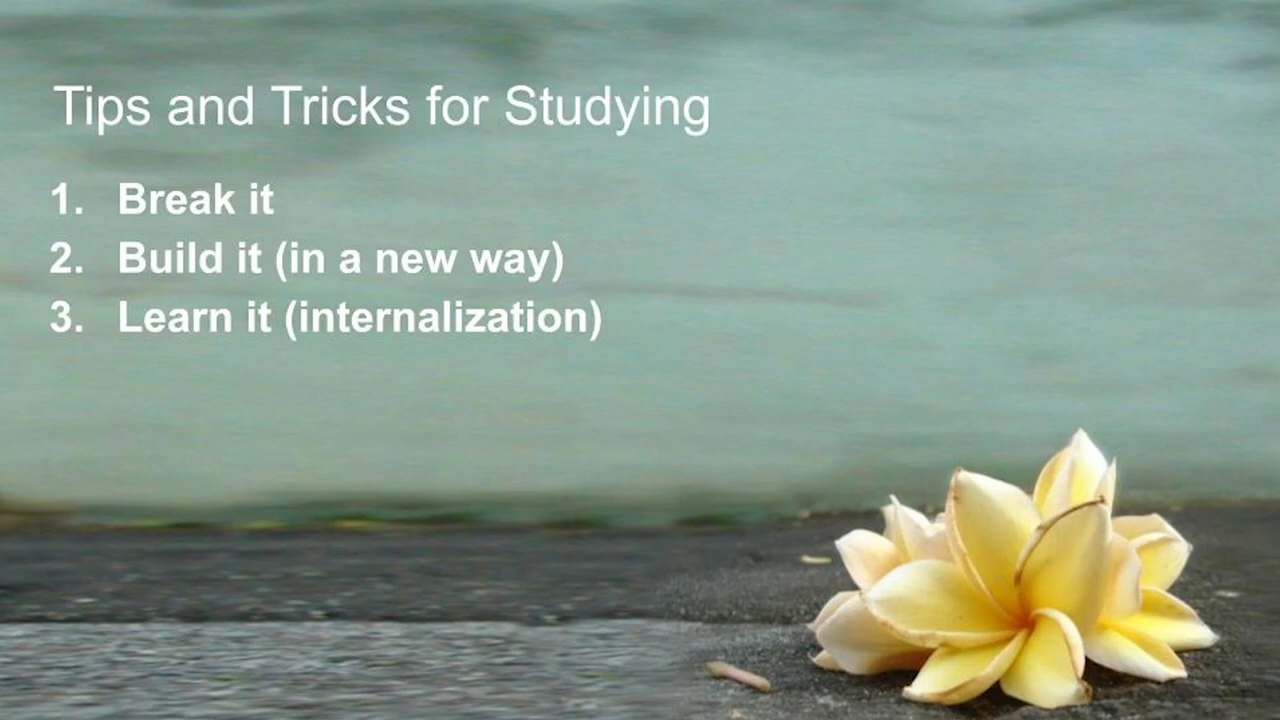 Tips and Tricks for Studying
1. Break it
2. Build it (in a new way)
3. Learn it (internalization)